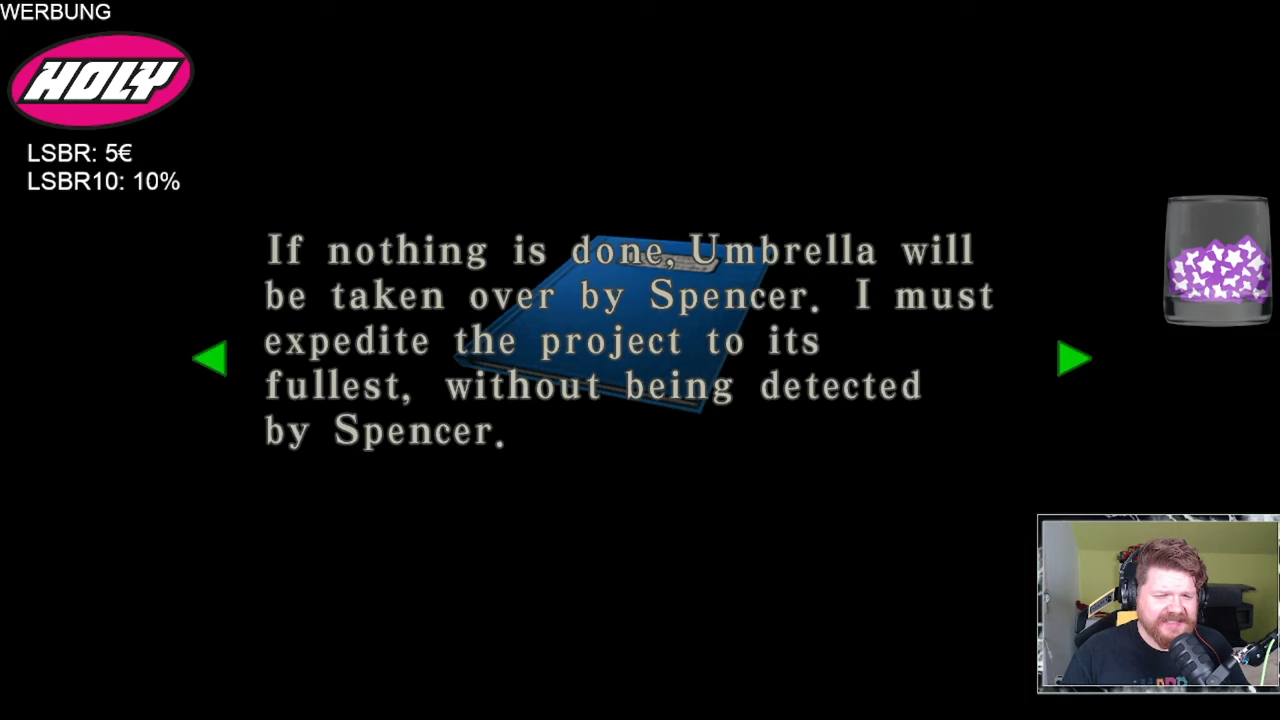 WERBUNG
HOLY
LSBR: 5€
LSBR10: 10%
If nothing is done, Umbrella will
be taken over by Spencer. I must
expedite the project to its
fullest, without being detected
by Spencer.